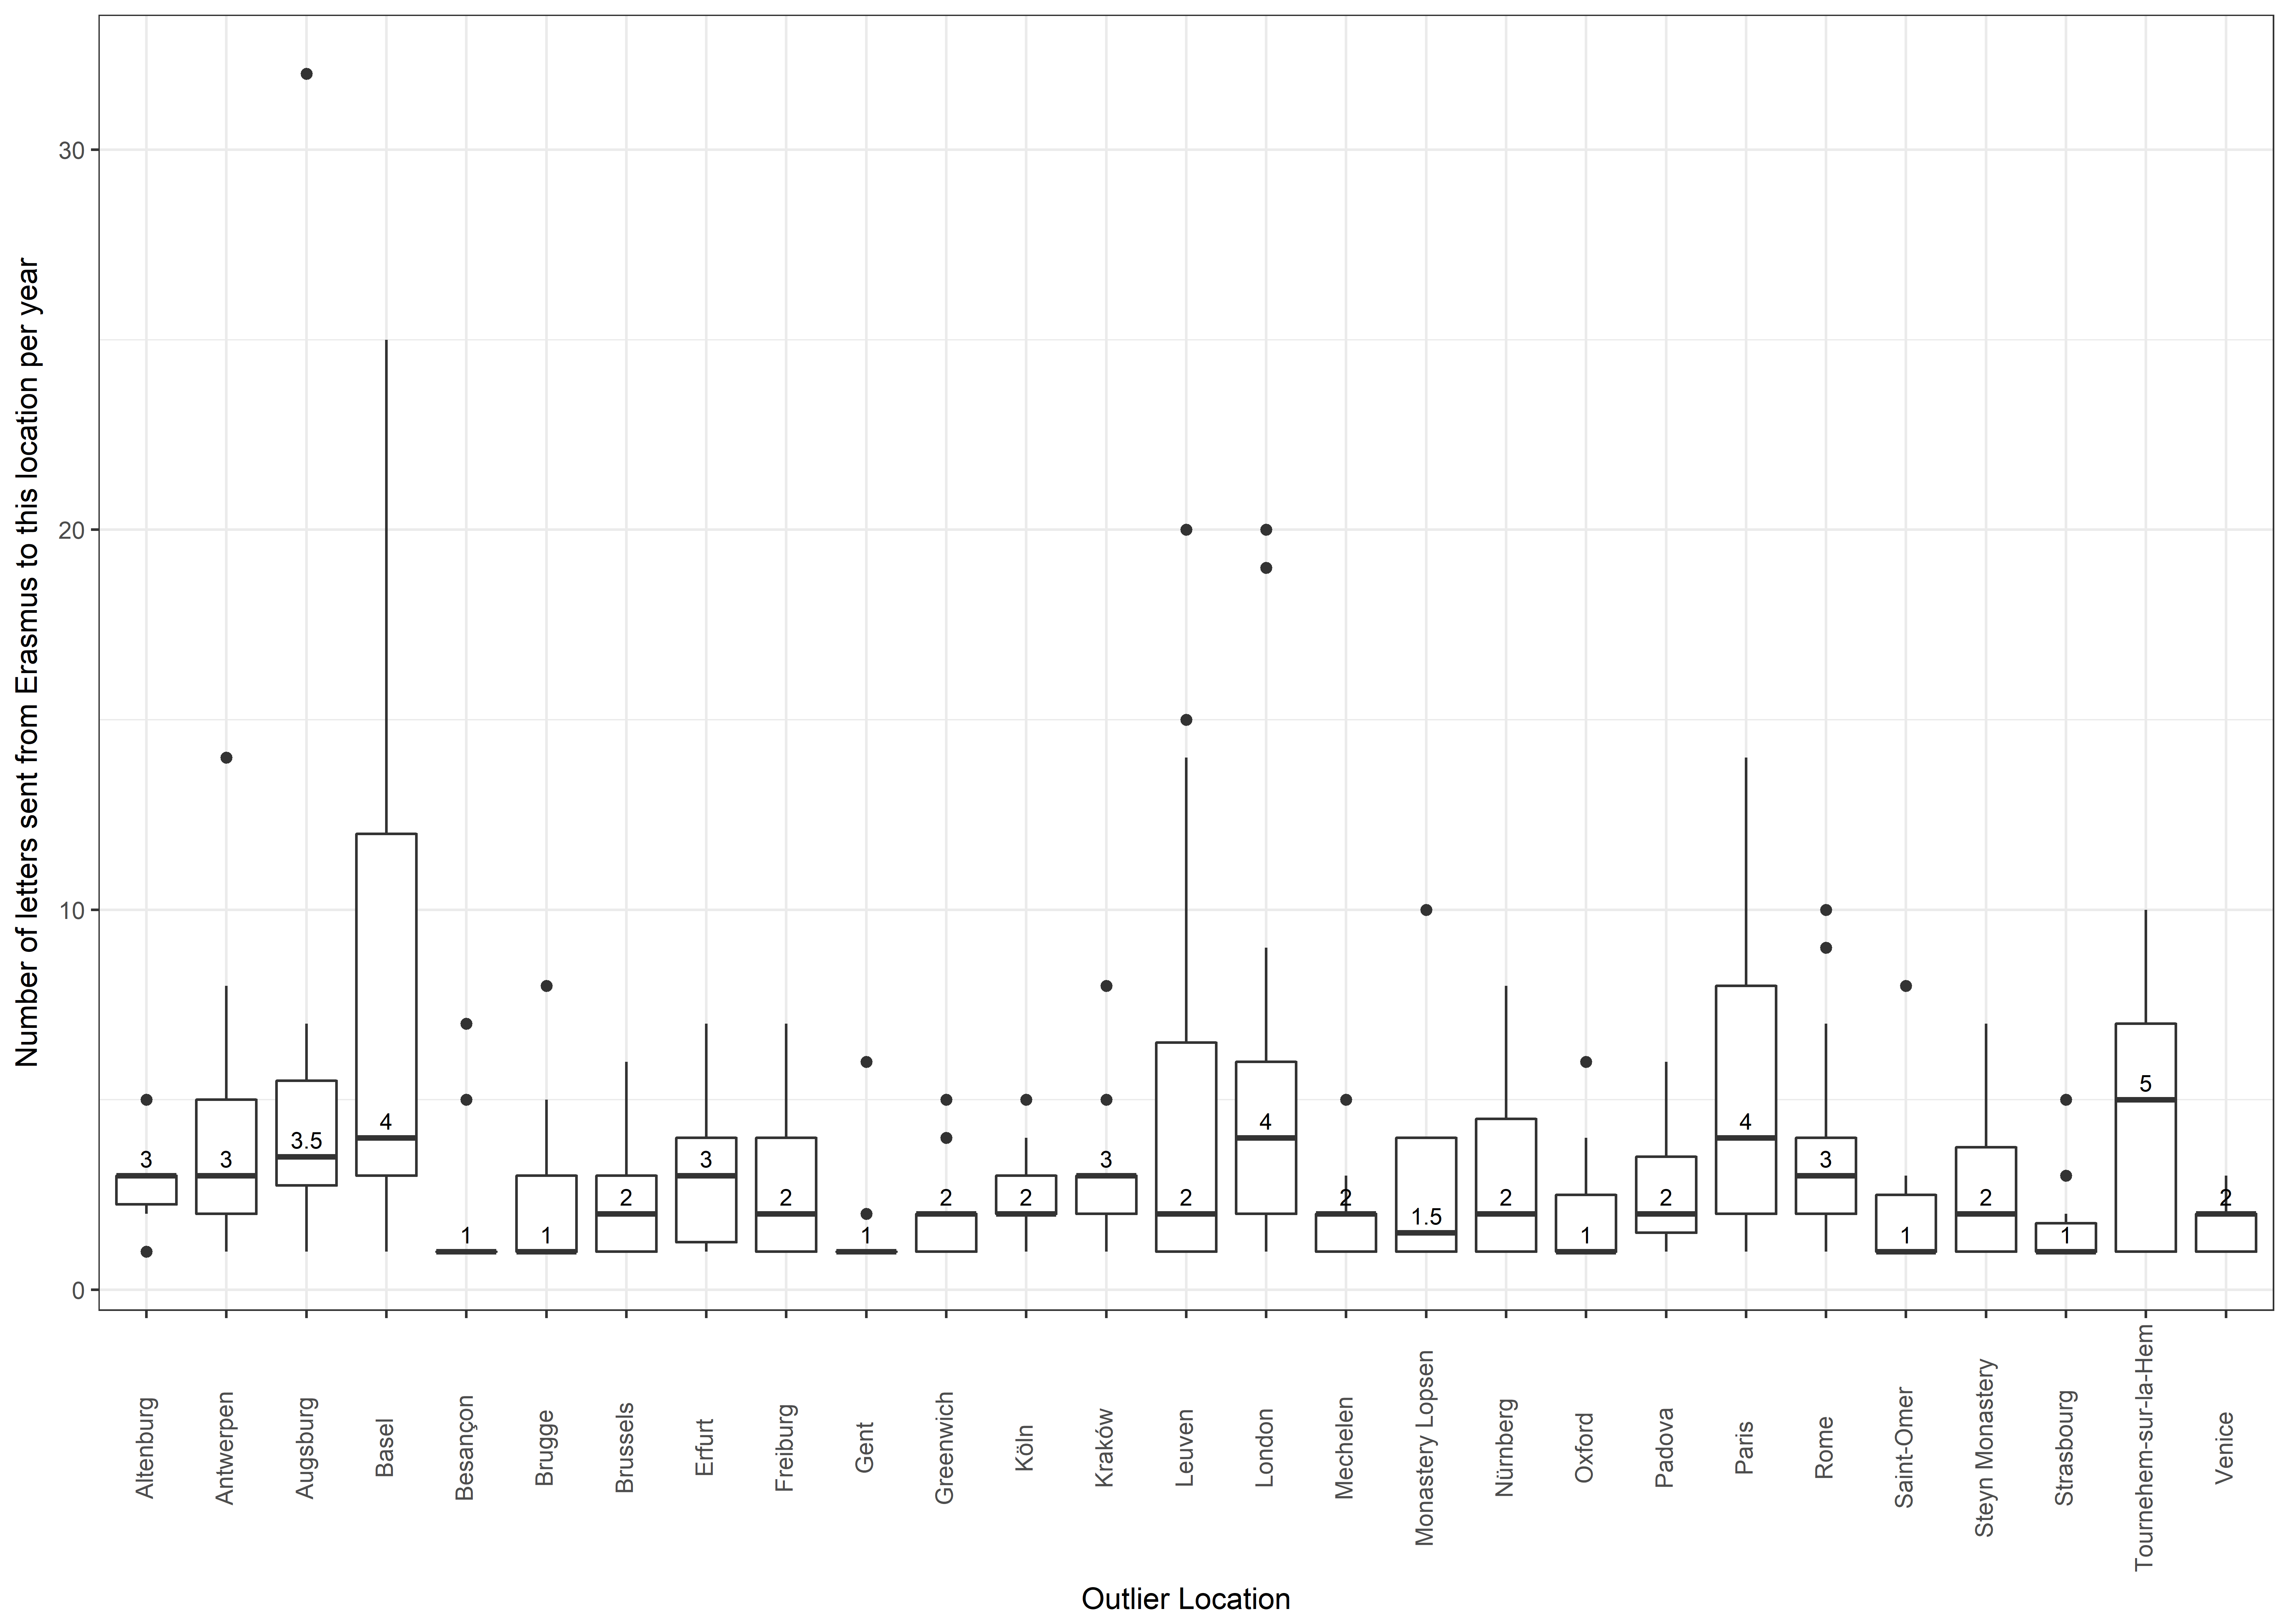 Number of letters sent from Erasmus to this location per year
30
20
10
0
3
3
3.5
4
1
1
2
3
2
1
2
2
3
2
4
2
1.5
2
1
2
4
3
1
2
1
5
2
Altenburg
Antwerpen
Augsburg
Basel
Besançon
Brugge
Brussels
Erfurt
Freiburg
Gent
Greenwich
Köln
Kraków
Leuven
London
Mechelen
Monastery Lopsen
Nürnberg
Oxford
Padova
Paris
Rome
Saint-Omer
Steyn Monastery
Strasbourg
Tournehem-sur-la-Hem
Venice
Outlier Location